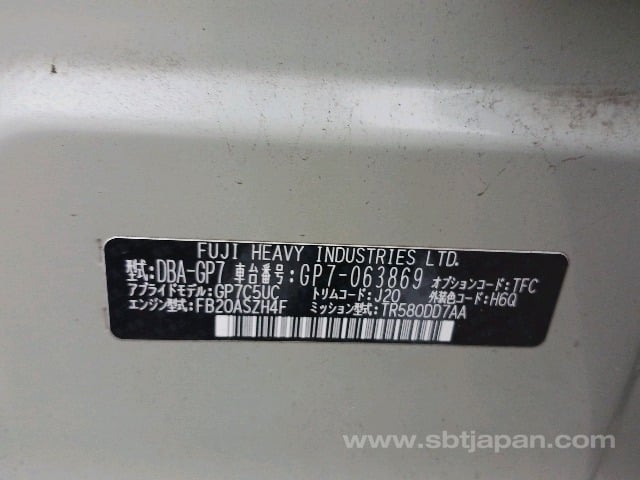 FUJI HEAVY INDUSTRIES LTD.
型式:DBA-GP7 車台番号:GP7-063869 オプションコード:TFC
アプライドモデル:GP7C5UC トリムコード:J20 外装色コード:H6Q
エンジン型式:FB20ASZH4F ミッション型式:TR580DD7AA
www.sbtjapan.com